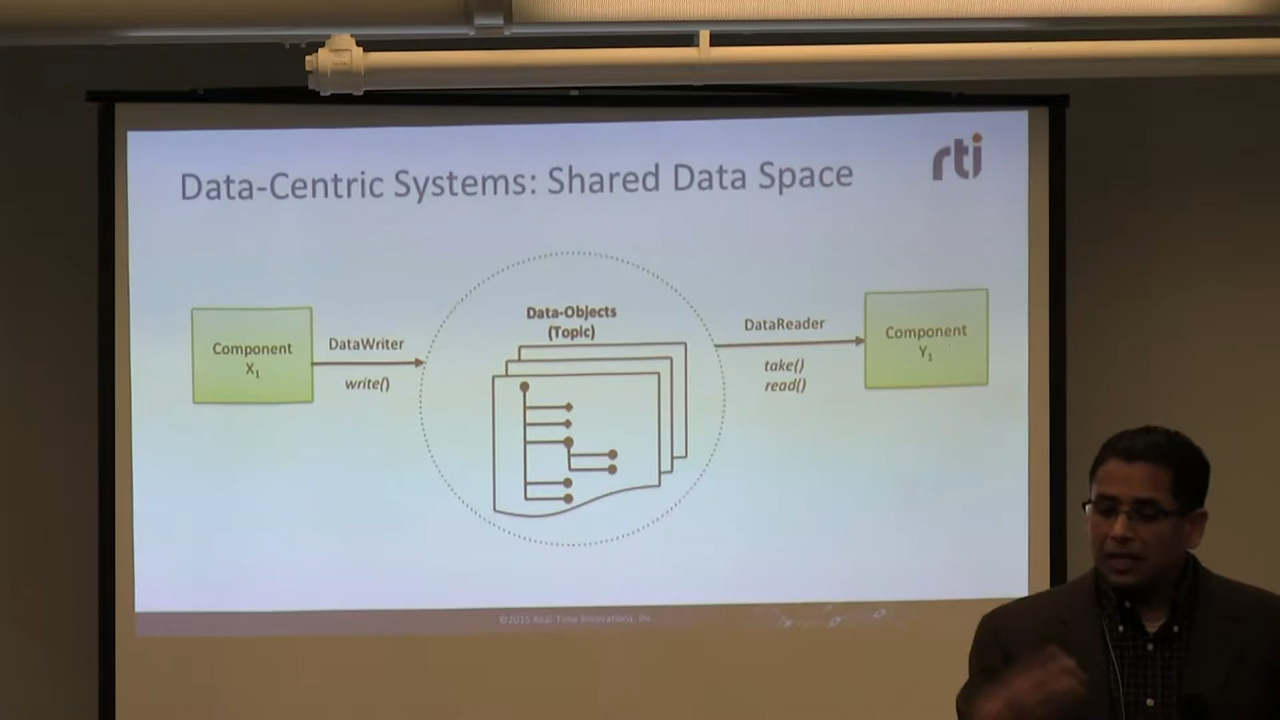 rti
Data-Centric Systems: Shared Data Space
Data-Objects
(Topic)
Component
X1
DataWriter
write()
DataReader
take()
read()
Component
Y1
©2015 Real-Time Innovations, Inc